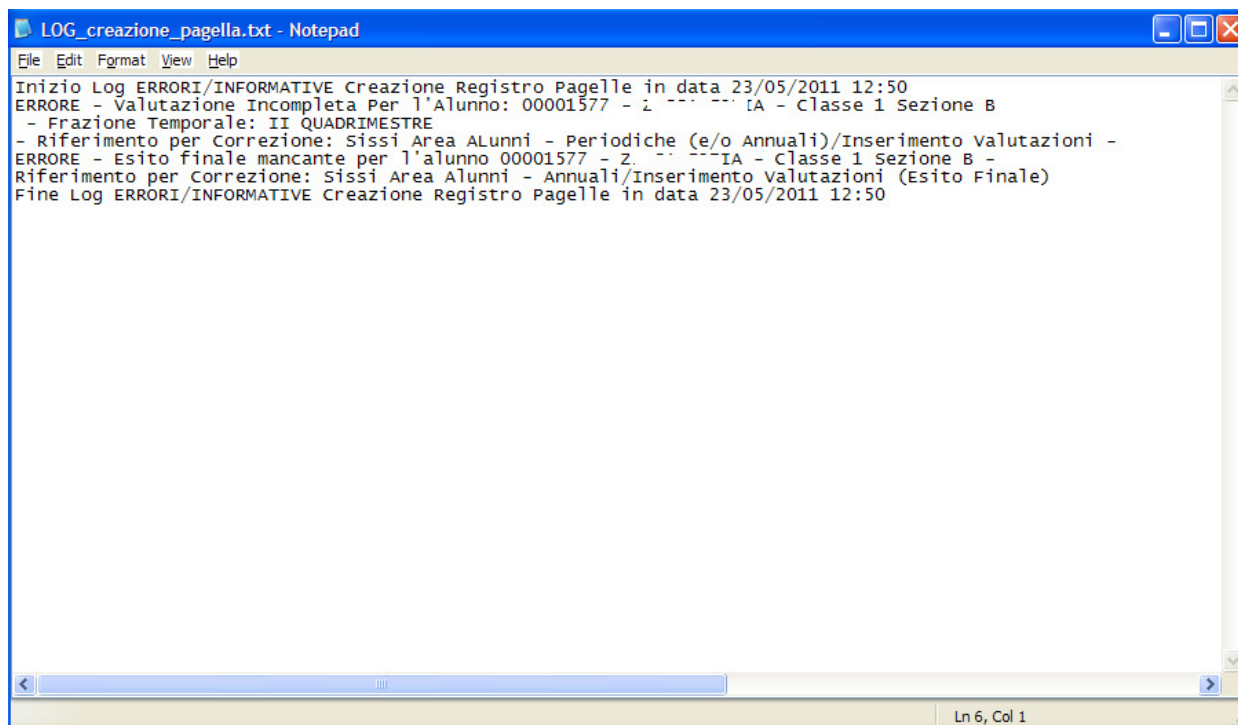 LOG_creazione_pagella.txt - Notepad
File Edit Format View Help
Inizio Log ERRORI/INFORMATIVE Creazione Registro Pagelle in data 23/05/2011 12:50
ERRORE - Valutazione Incompleta Per l'Alunno: 00001577 - - Classe 1 Sezione B
- Frazione Temporale: II QUADRIMESTRE
- Riferimento per Correzione: Sissi Area ALunni - Periodiche (e/o Annuali)/Inserimento Valutazioni -
ERRORE - Esito finale mancante per l'alunno 00001577 - - Classe 1 Sezione B -
Riferimento per Correzione: Sissi Area Alunni - Annuali/Inserimento Valutazioni (Esito Finale)
Fine Log ERRORI/INFORMATIVE Creazione Registro Pagelle in data 23/05/2011 12:50
Ln 6, Col 1